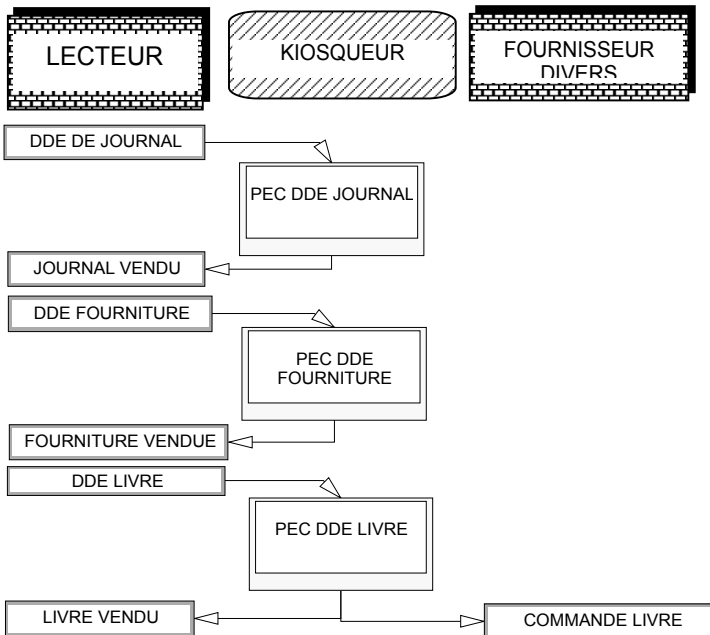 LECTEUR
KIOSQUEUR
FOURNISSEUR
DIVERS
DDE DE JOURNAL
PEC DDE JOURNAL
JOURNAL VENDU
DDE FOURNITURE
PEC DDE
FOURNITURE
FOURNITURE VENDUE
DDE LIVRE
PEC DDE LIVRE
LIVRE VENDU
COMMANDE LIVRE